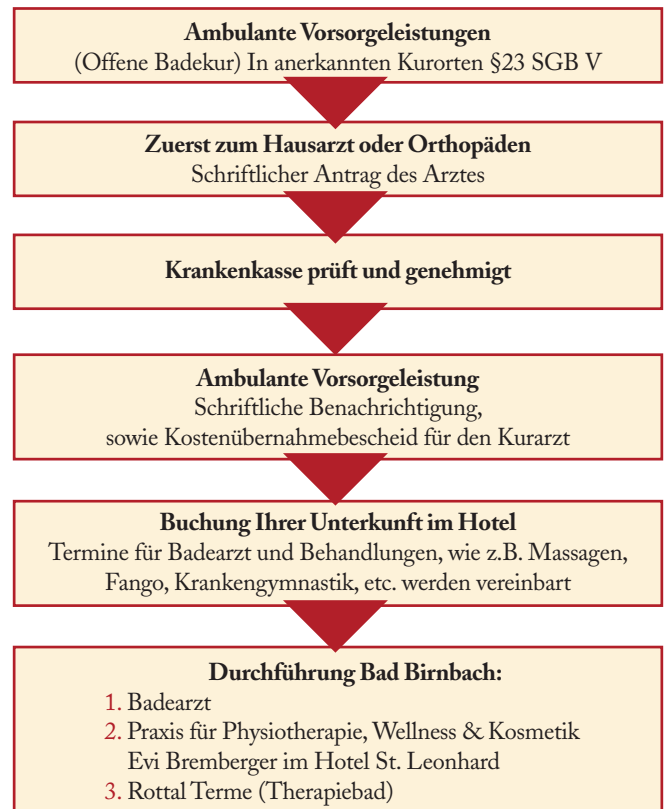 Ambulante Vorsorgeleistungen
(Offene Badekur) In anerkannten Kurorten §23 SGB V
Zuerst zum Hausarzt oder Orthopäden
Schriftlicher Antrag des Arztes
Krankenkasse prüft und genehmigt
Ambulante Vorsorgeleistung
Schriftliche Benachrichtigung,
sowie Kostenübernahmebescheid für den Kurarzt
Buchung Ihrer Unterkunft im Hotel
Termine für Badearzt und Behandlungen, wie z.B. Massagen,
Fango, Krankengymnastik, etc. werden vereinbart
Durchführung Bad Birnbach:
1. Badearzt
2. Praxis für Physiotherapie, Wellness & Kosmetik
Evi Bremberger im Hotel St. Leonhard
3. Rottal Terme (Therapiebad)